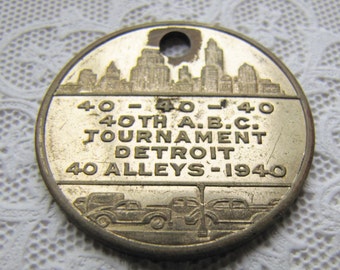 40 - 40 - 40
40TH A.B.C.
TOURNAMENT
DETROIT
40 ALLEYS - 1940